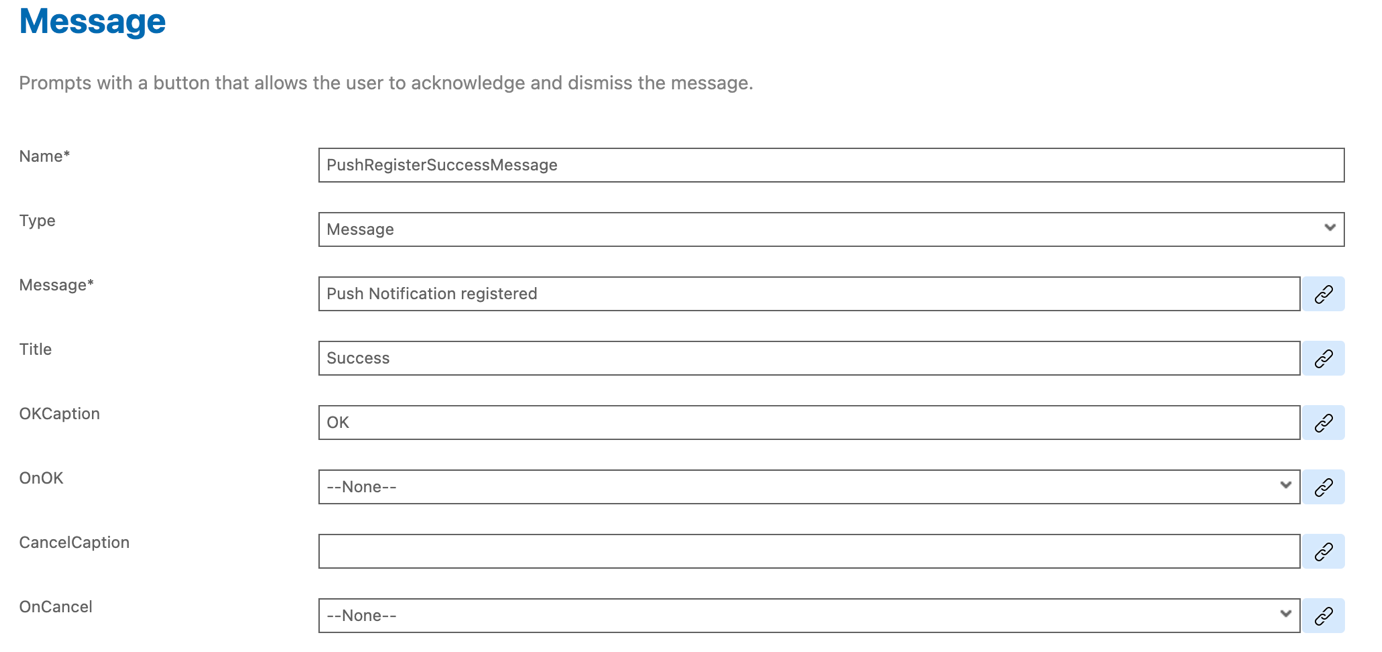 Message
Prompts with a button that allows the user to acknowledge and dismiss the message.
Name*
PushRegisterSuccessMessage
Type
Message
Message*
Push Notification registered
Title
Success
OKCaption
OK
OnOK
--None--
CancelCaption
OnCancel
--None--